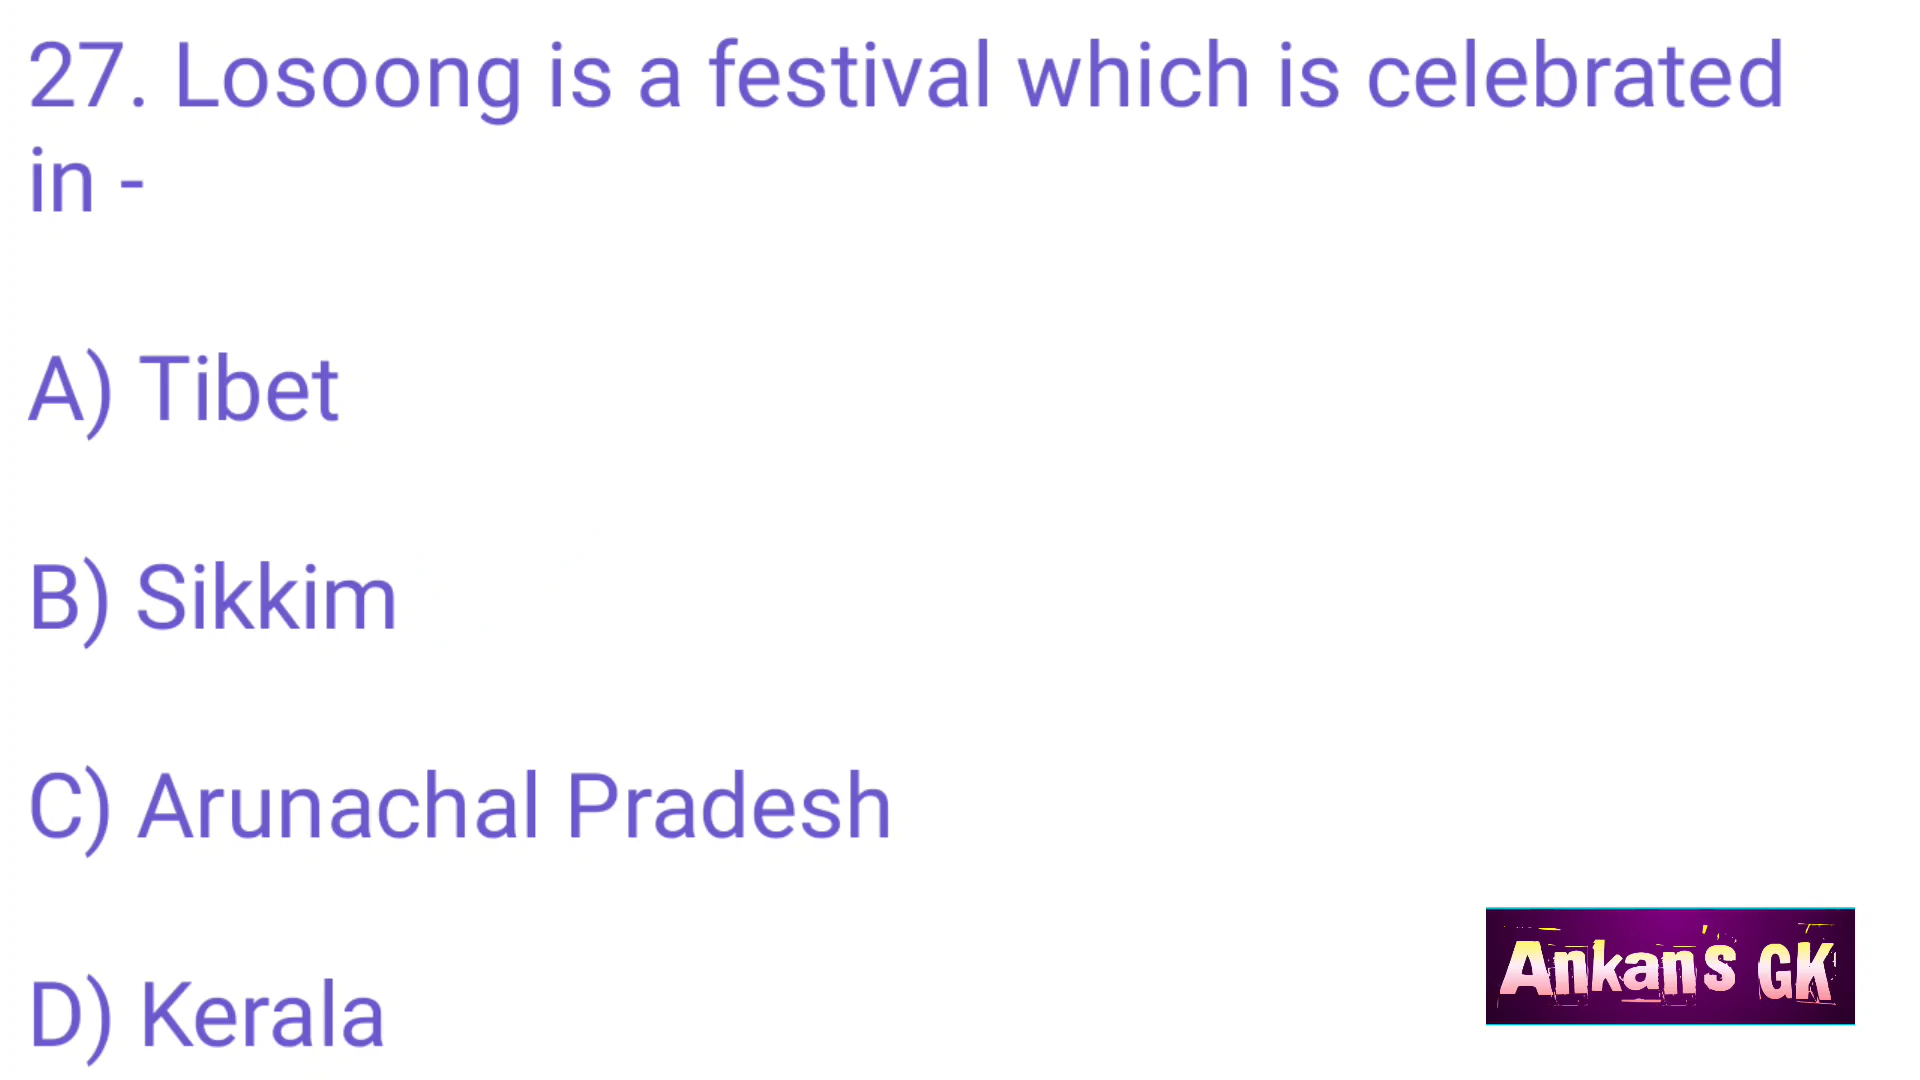 27. Losoong is a festival which is celebrated
in -
A) Tibet
B) Sikkim
C) Arunachal Pradesh
D) Kerala
Ankan's GK